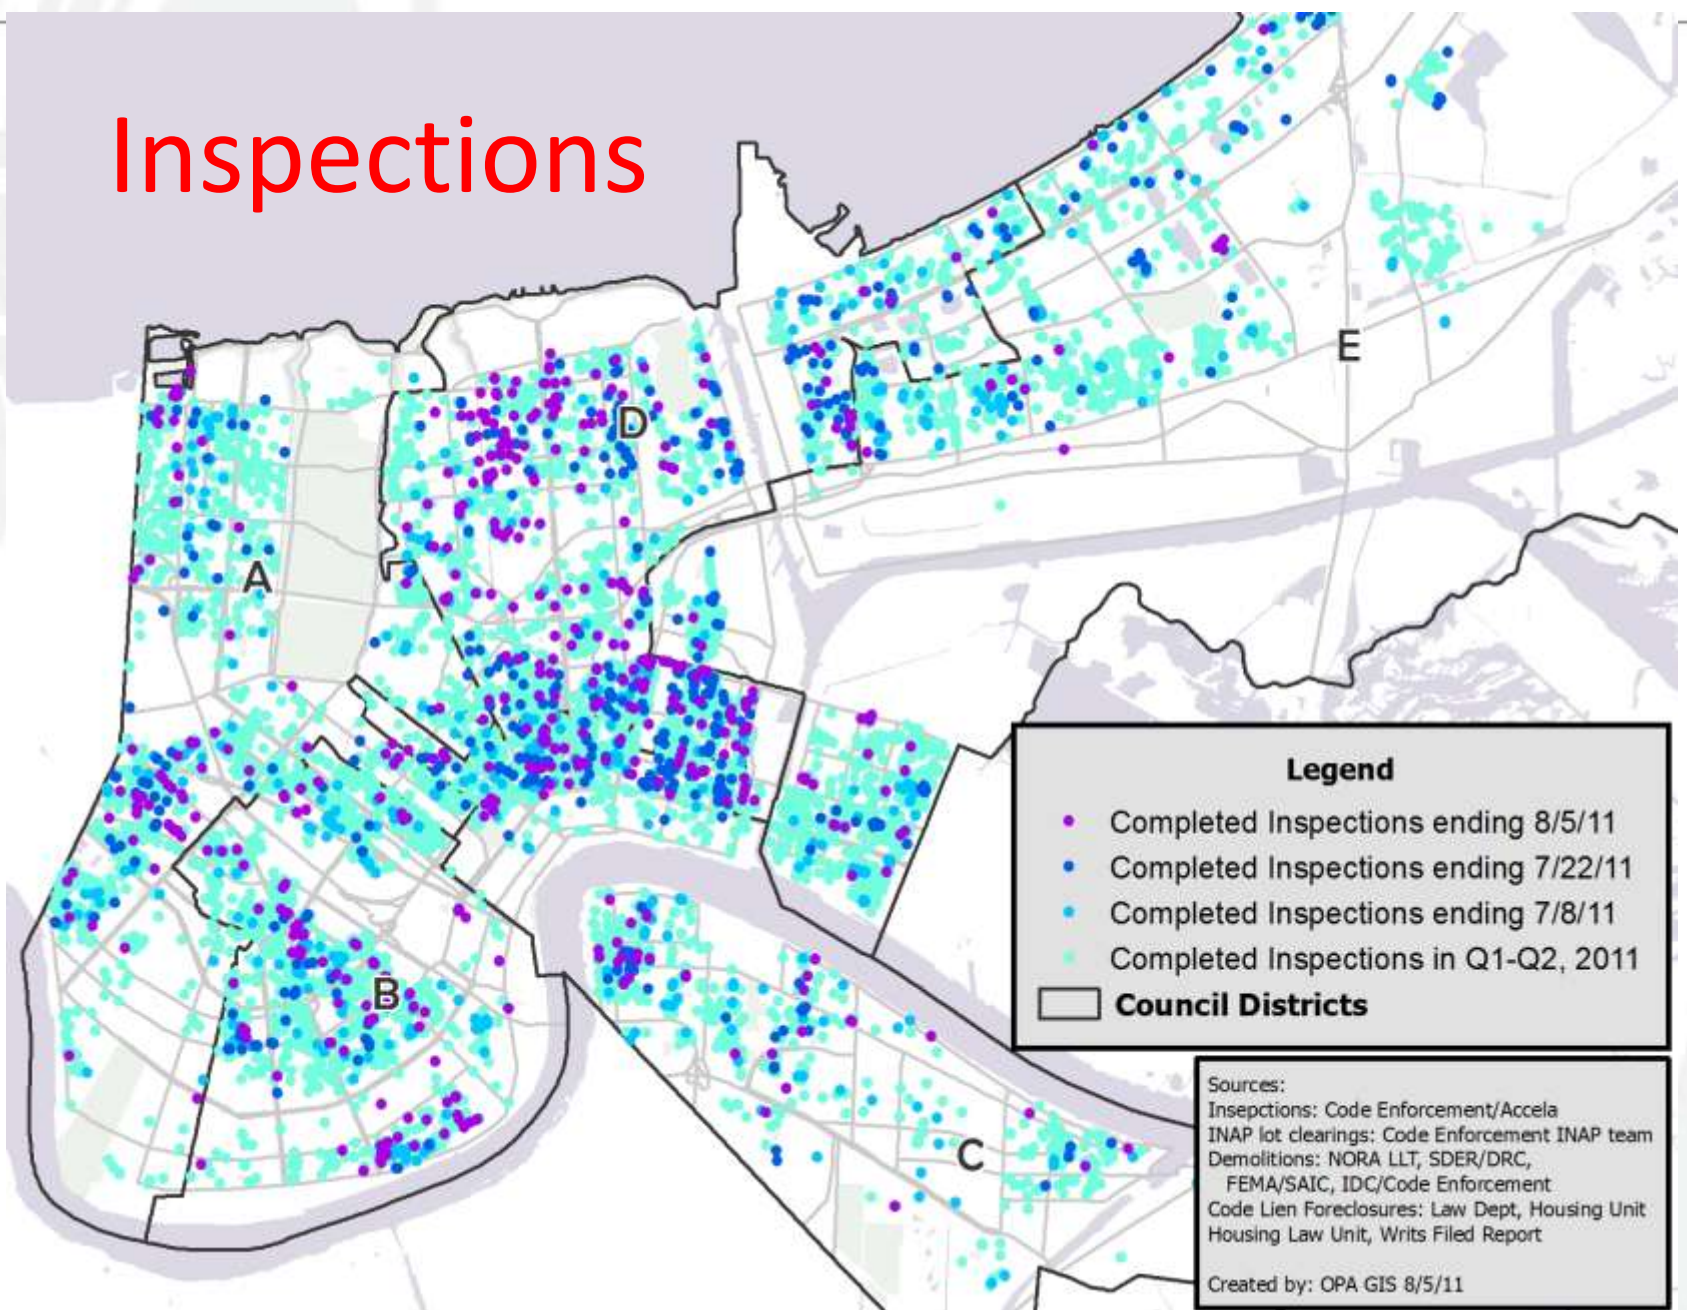 Inspections
D
E
A
B
C
Legend
Completed Inspections ending 8/5/11
Completed Inspections ending 7/22/11
Completed Inspections ending 7/8/11
Completed Inspections in Q1-Q2, 2011
Council Districts
Sources:
Insepctions: Code Enforcement/Accela
INAP lot clearings: Code Enforcement INAP team
Demolitions: NORA LLT, SDER/DRC,
FEMA/SAIC, IDC/Code Enforcement
Code Lien Foreclosures: Law Dept, Housing Unit
Housing Law Unit, Writs Filed Report
Created by: OPA GIS 8/5/11